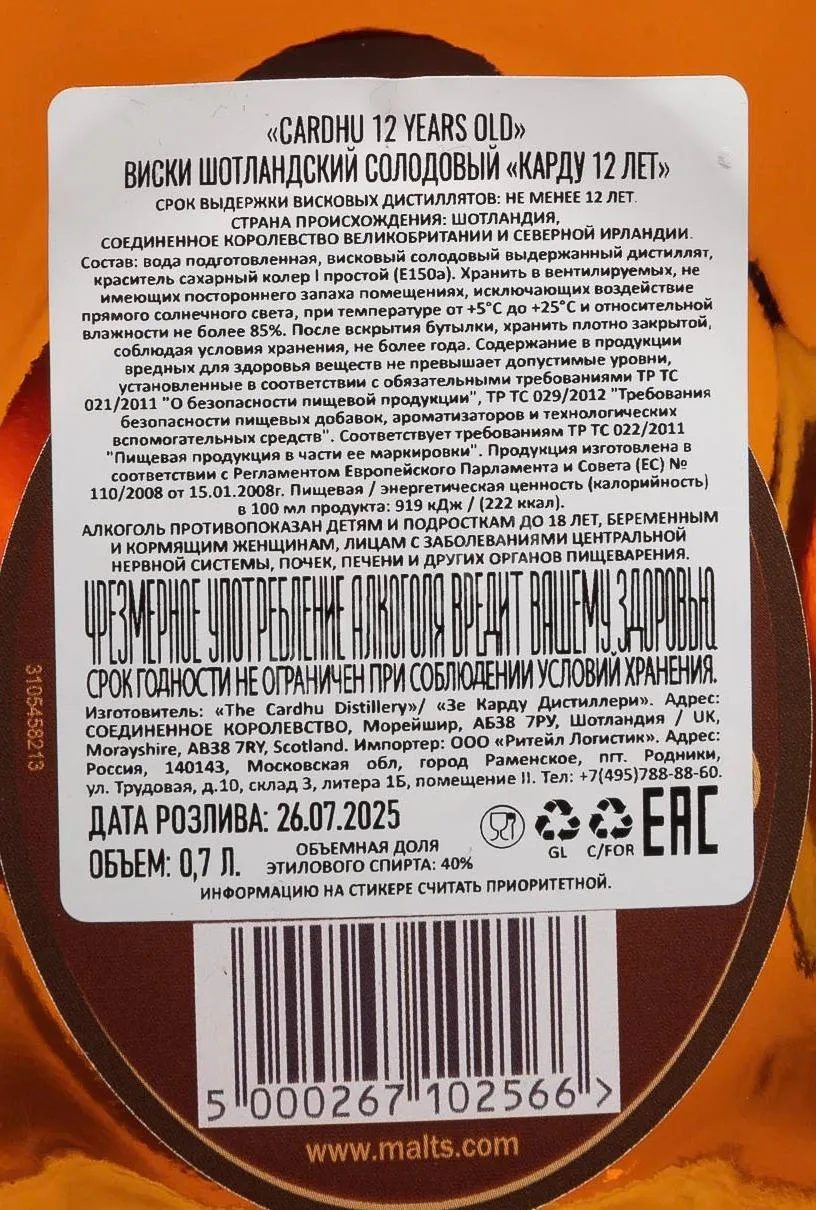 «CARDHU 12 YEARS OLD»
ВИСКИ ШОТЛАНДСКИЙ СОЛОДОВЫЙ «КАРДУ 12 ЛЕТ»
СРОК ВЫДЕРЖКИ ВИСКОВЫХ ДИСТИЛЛЯТОВ: НЕ МЕНЕЕ 12 ЛЕТ.
СТРАНА ПРОИСХОЖДЕНИЯ: ШОТЛАНДИЯ,
СОЕДИНЕННОЕ КОРОЛЕВСТВО ВЕЛИКОБРИТАНИИ И СЕВЕРНОЙ ИРЛАНДИИ.
Состав: вода подготовленная, висковый солодовый выдержанный дистиллят,
краситель сахарный колер I простой (Е150а). Хранить в вентилируемых, не
имеющих постороннего запаха помещениях, исключающих воздействие
прямого солнечного света, при температуре от +5°С до +25°С и относительной
влажности не более 85%. После вскрытия бутылки, хранить плотно закрытой,
соблюдая условия хранения, не более года. Содержание в продукции
вредных для здоровья веществ не превышает допустимые уровни,
установленные в соответствии с обязательными требованиями ТР ТС
021/2011 "О безопасности пищевой продукции", ТР ТС 029/2012 "Требования
безопасности пищевых добавок, ароматизаторов и технологических
вспомогательных средств". Соответствует требованиям ТР ТС 022/2011
"Пищевая продукция в части ее маркировки". Продукция изготовлена в
соответствии с Регламентом Европейского Парламента и Совета (ЕС) №
110/2008 от 15.01.2008г. Пищевая / энергетическая ценность (калорийность)
в 100 мл продукта: 919 кДж / (222 ккал).
АЛКОГОЛЬ ПРОТИВОПОКАЗАН ДЕТЯМ И ПОДРОСТКАМ ДО 18 ЛЕТ, БЕРЕМЕННЫМ
И КОРМЯЩИМ ЖЕНЩИНАМ, ЛИЦАМ С ЗАБОЛЕВАНИЯМИ ЦЕНТРАЛЬНОЙ
НЕРВНОЙ СИСТЕМЫ, ПОЧЕК, ПЕЧЕНИ И ДРУГИХ ОРГАНОВ ПИЩЕВАРЕНИЯ.
ЧРЕЗМЕРНОЕ УПОТРЕБЛЕНИЕ АЛКОГОЛЯ ВРЕДИТ ВАШЕМУ ЗДОРОВЬЮ
СРОК ГОДНОСТИ НЕ ОГРАНИЧЕН ПРИ СОБЛЮДЕНИИ УСЛОВИЙ ХРАНЕНИЯ.
Изготовитель: «The Cardhu Distillery»/ «Зе Карду Дистиллери». Адрес:
СОЕДИНЕННОЕ КОРОЛЕВСТВО, Морейшир, АБ38 7РУ, Шотландия / UK,
Morayshire, AB38 7RY, Scotland. Импортер: ООО «Ритейл Логистик». Адрес:
Россия, 140143, Московская обл, город Раменское, пгт. Родники,
ул. Трудовая, д.10, склад 3, литера 1Б, помещение II. Тел: +7(495)788-88-60.
ДАТА РОЗЛИВА: 26.07.2025
ОБЪЕМ: 0,7 Л.
ОБЪЕМНАЯ ДОЛЯ
ЭТИЛОВОГО СПИРТА: 40%
GL C/FOR
EAC
ИНФОРМАЦИЮ НА СТИКЕРЕ СЧИТАТЬ ПРИОРИТЕТНОЙ.
3105458213
5 000267 102566 >
www.malts.com